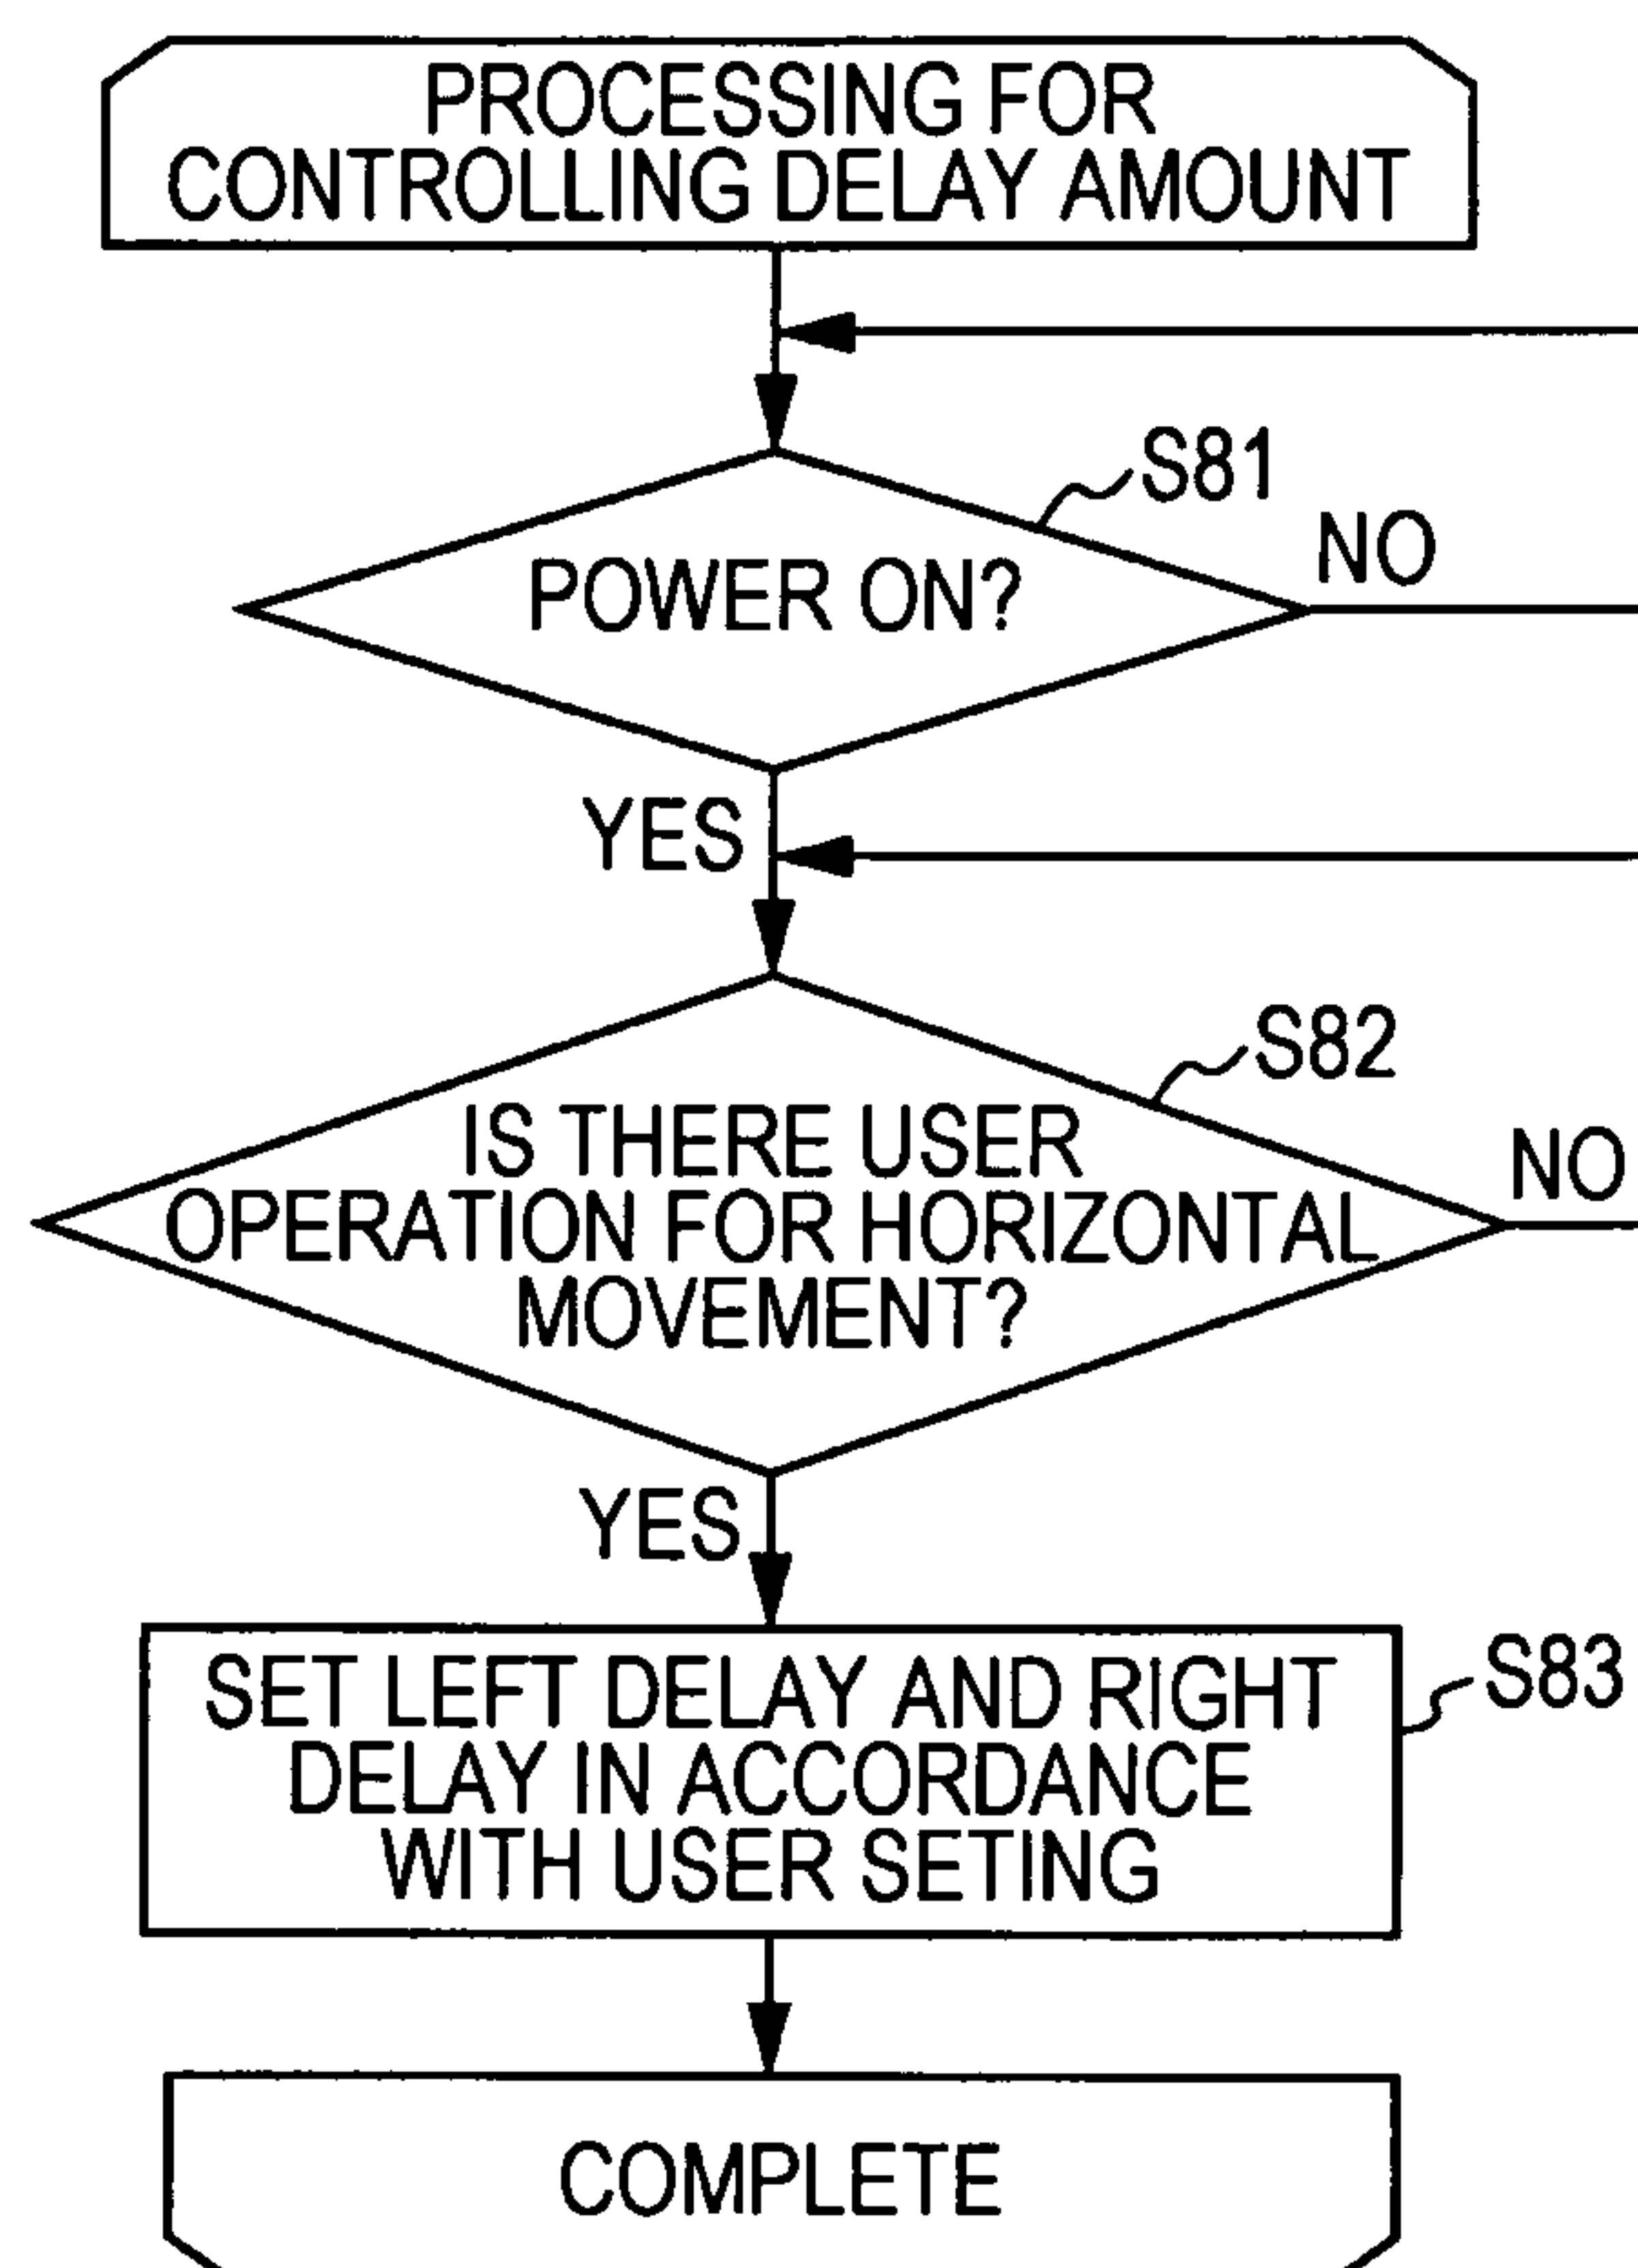 PROCESSING FOR
CONTROLLING DELAY AMOUNT
S81
NO
POWER ON?
YES
S82
NO
IS THERE USER
OPERATION FOR HORIZONTAL
MOVEMENT?
YES
S83
SET LEFT DELAY AND RIGHT
DELAY IN ACCORDANCE
WITH USER SETING
COMPLETE